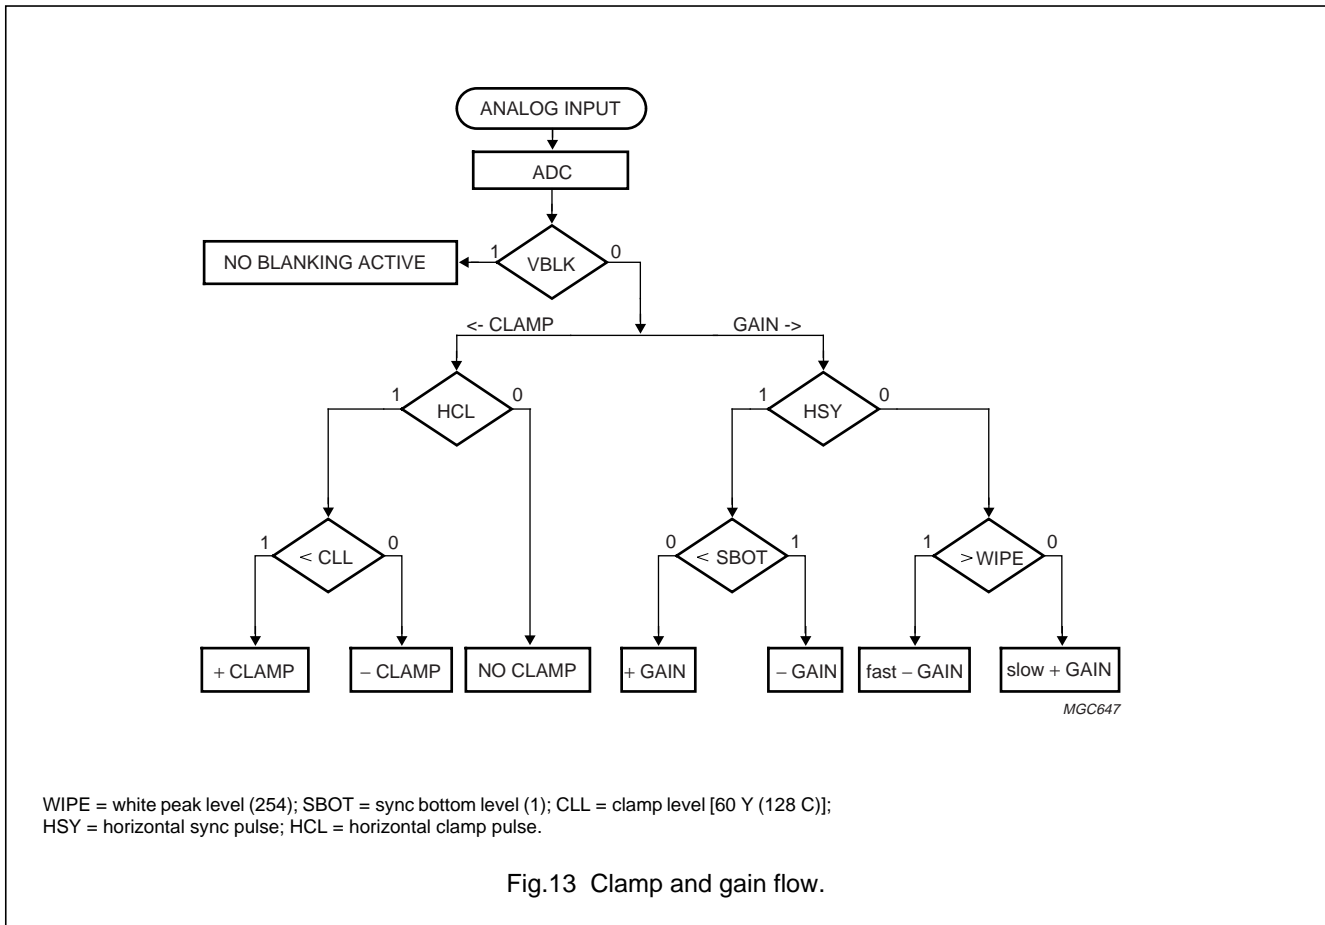 ANALOG INPUT
ADC
1 VBLK 0
NO BLANKING ACTIVE
<- CLAMP GAIN ->
1 HCL 0
1 HSY 0
1 < CLL 0
0 < SBOT 1
1 >WIPE 0
+ CLAMP
– CLAMP
NO CLAMP
+ GAIN
– GAIN
fast – GAIN
slow + GAIN
MGC647
WIPE = white peak level (254); SBOT = sync bottom level (1); CLL = clamp level [60 Y (128 C)];
HSY = horizontal sync pulse; HCL = horizontal clamp pulse.
Fig.13 Clamp and gain flow.